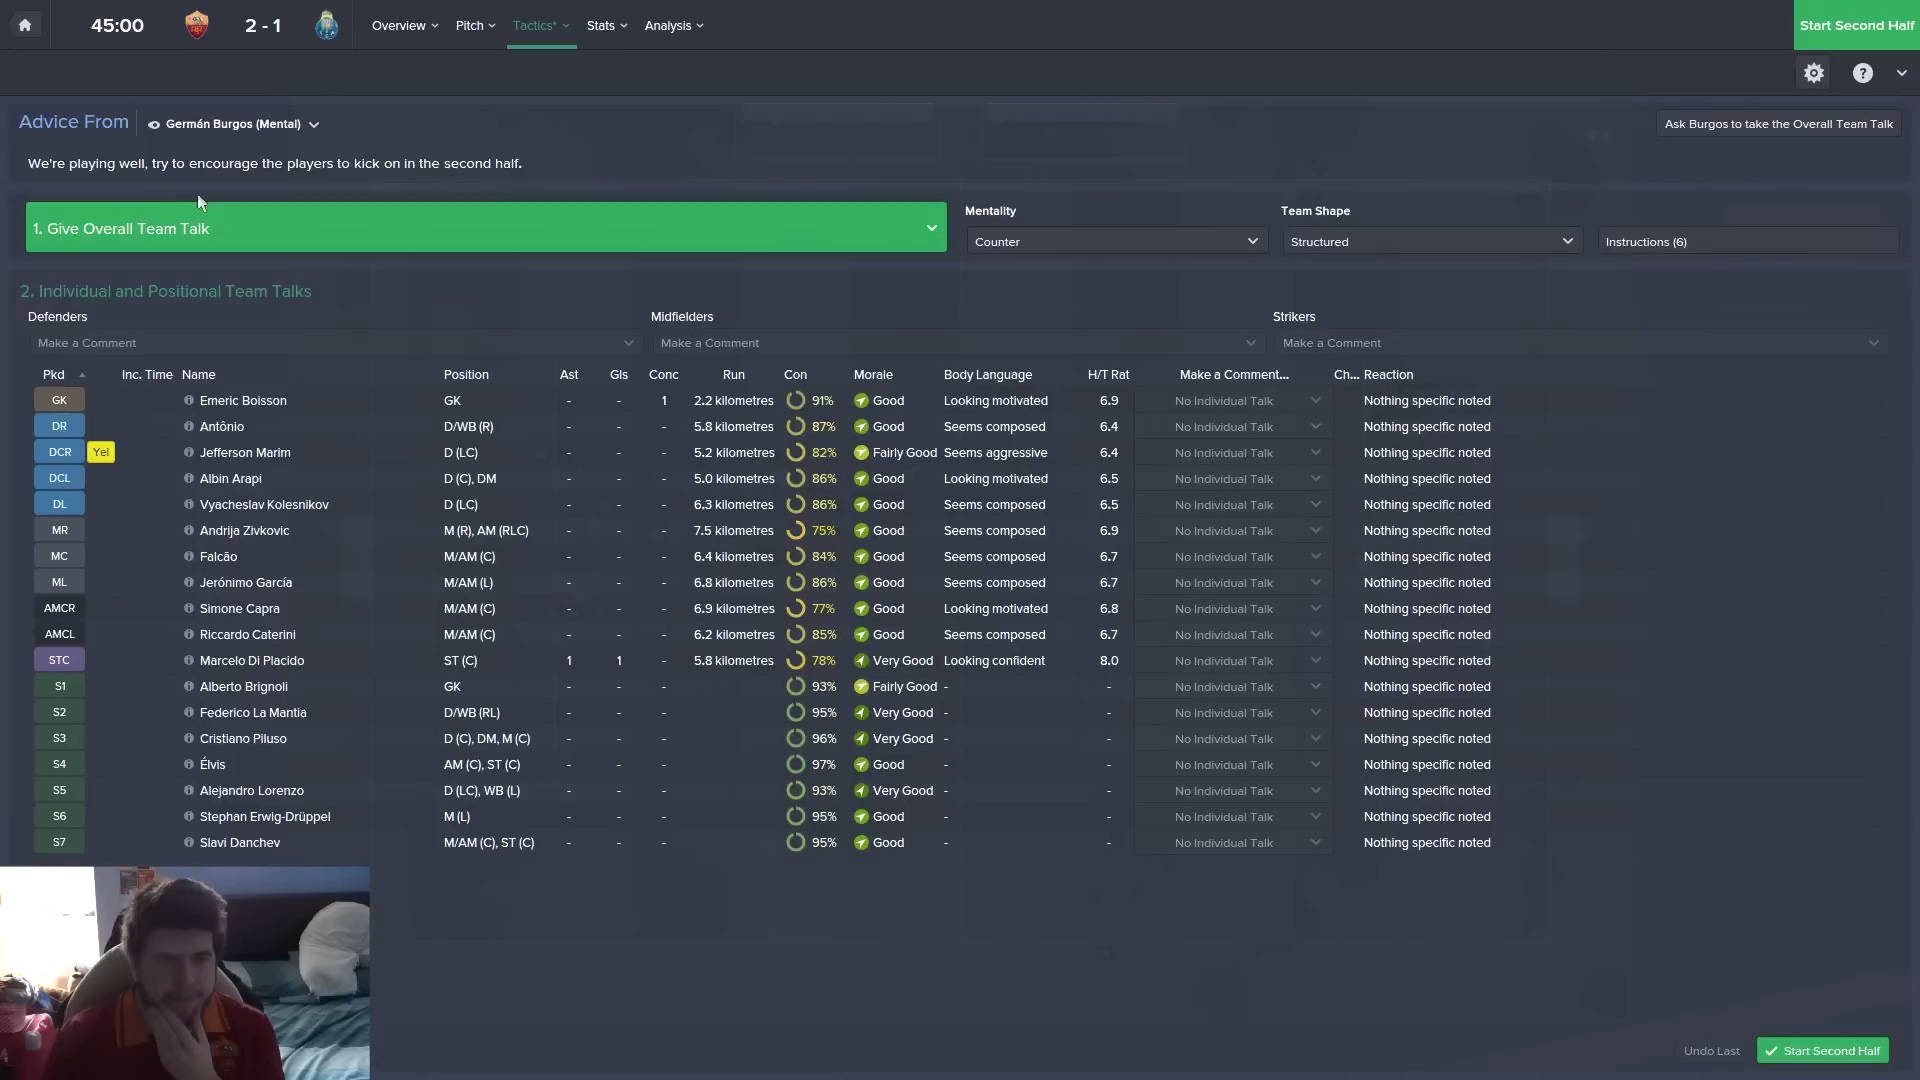 45:00 2 - 1 Overview Pitch Tactics* Stats Analysis Start Second Half
Advice From Germán Burgos (Mental) Ask Burgos to take the Overall Team Talk
We're playing well, try to encourage the players to kick on in the second half.
1. Give Overall Team Talk
Mentality Team Shape
Counter Structured Instructions (6)
2. Individual and Positional Team Talks
Defenders Midfielders Strikers
Make a Comment Make a Comment Make a Comment
Pkd Inc. Time Name Position Ast Gls Conc Run Con Morale Body Language H/T Rat Make a Comment... Ch... Reaction
GK Emeric Boisson GK - - 1 2.2 kilometres 91% Good Looking motivated 6.9 No Individual Talk Nothing specific noted
DR Antônio D/WB (R) - - - 5.8 kilometres 87% Good Seems composed 6.4 No Individual Talk Nothing specific noted
DCR Yel Jefferson Marim D (LC) - - - 5.2 kilometres 82% Fairly Good Seems aggressive 6.4 No Individual Talk Nothing specific noted
DCL Albin Arapi D (C), DM - - - 5.0 kilometres 86% Good Looking motivated 6.5 No Individual Talk Nothing specific noted
DL Vyacheslav Kolesnikov D (LC) - - - 6.3 kilometres 86% Good Seems composed 6.5 No Individual Talk Nothing specific noted
MR Andrija Zivkovic M (R), AM (RLC) - - - 7.5 kilometres 75% Good Seems composed 6.9 No Individual Talk Nothing specific noted
MC Falcão M/AM (C) - - - 6.4 kilometres 84% Good Seems composed 6.7 No Individual Talk Nothing specific noted
ML Jerónimo García M/AM (L) - - - 6.8 kilometres 86% Good Seems composed 6.7 No Individual Talk Nothing specific noted
AMCR Simone Capra M/AM (C) - - - 6.9 kilometres 77% Good Looking motivated 6.8 No Individual Talk Nothing specific noted
AMCL Riccardo Caterini M/AM (C) - - - 6.2 kilometres 85% Good Seems composed 6.7 No Individual Talk Nothing specific noted
STC Marcelo Di Placido ST (C) 1 1 - 5.8 kilometres 78% Very Good Looking confident 8.0 No Individual Talk Nothing specific noted
S1 Alberto Brignoli GK - - - 93% Fairly Good - - No Individual Talk Nothing specific noted
S2 Federico La Mantia D/WB (RL) - - - 95% Very Good - - No Individual Talk Nothing specific noted
S3 Cristiano Piluso D (C), DM, M (C) - - - 96% Very Good - - No Individual Talk Nothing specific noted
S4 Élvis AM (C), ST (C) - - - 97% Good - - No Individual Talk Nothing specific noted
S5 Alejandro Lorenzo D (LC), WB (L) - - - 93% Very Good - - No Individual Talk Nothing specific noted
S6 Stephan Erwig-Drüppel M (L) - - - 95% Good - - No Individual Talk Nothing specific noted
S7 Slavi Danchev M/AM (C), ST (C) - - - 95% Good - - No Individual Talk Nothing specific noted
Undo Last Start Second Half